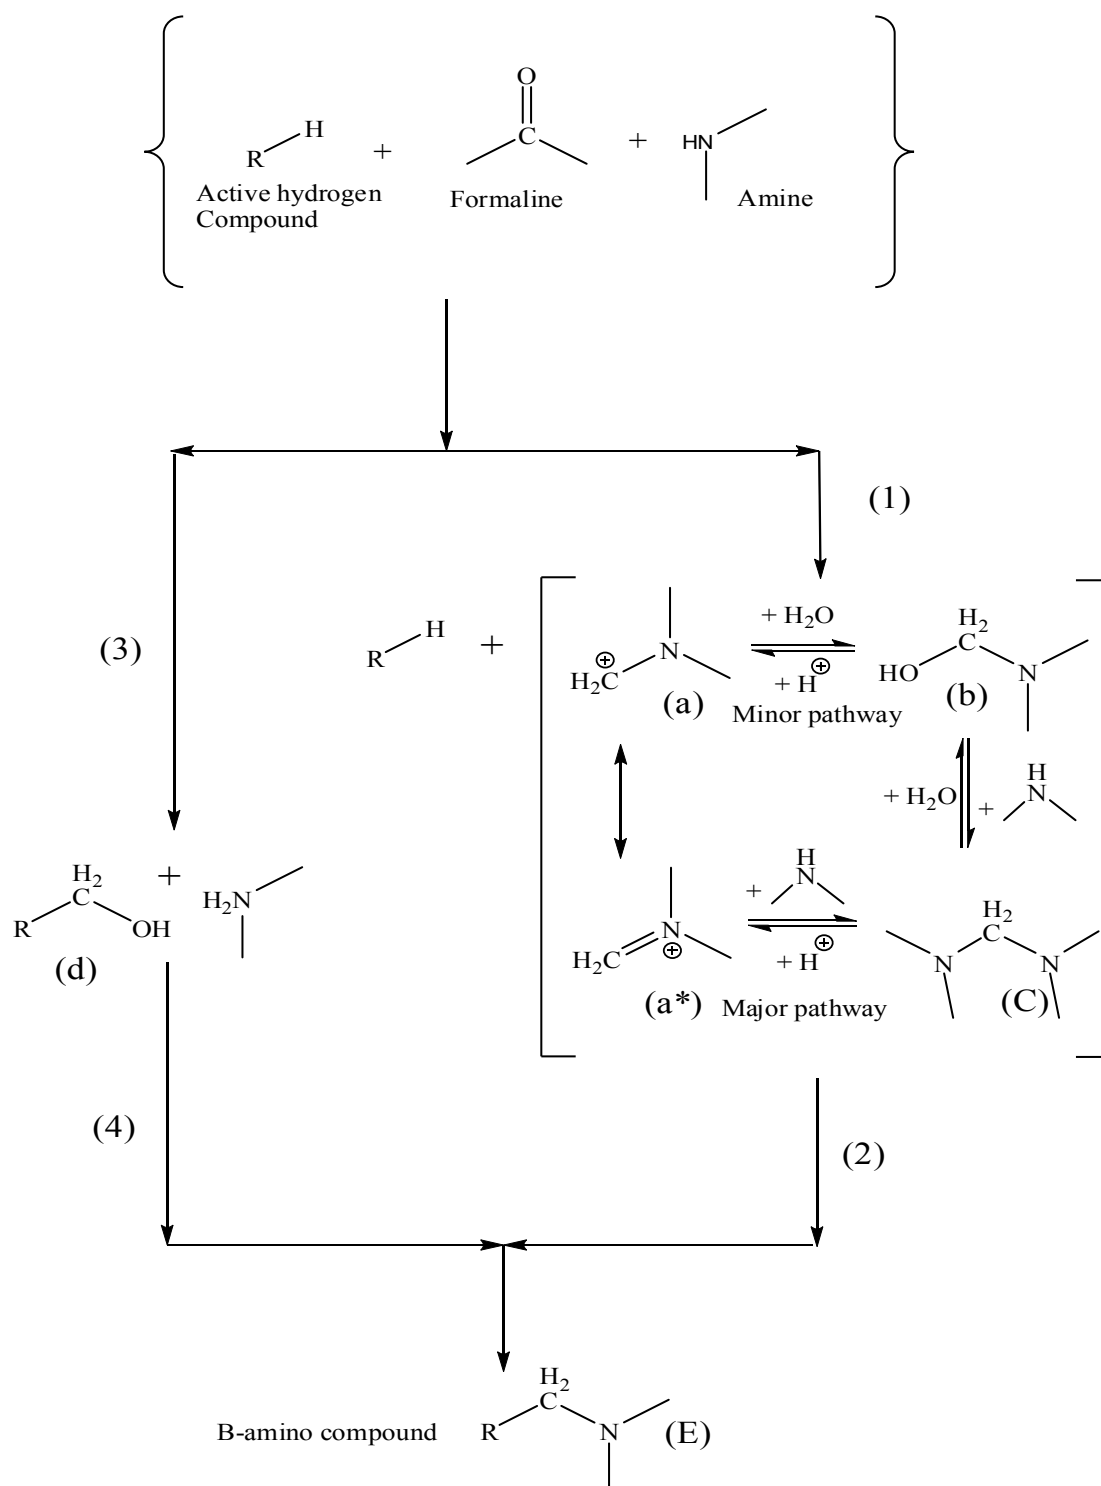 O
C
R
H
+
+
HN
Active hydrogen
Compound
Formaline
Amine
(1)
(3)
R
H
+
H2C
⊕
N
(a)
+ H2O
+ H⊕
Minor pathway
H2
C
HO
N
(b)
+ H2O
+
H
N
H2
C
R
OH
(d)
+
H2N
H2C
N
⊕
(a*)
+
H
N
+ H⊕
Major pathway
H2
C
N
N
(C)
(4)
(2)
B-amino compound
H2
C
R
N
(E)